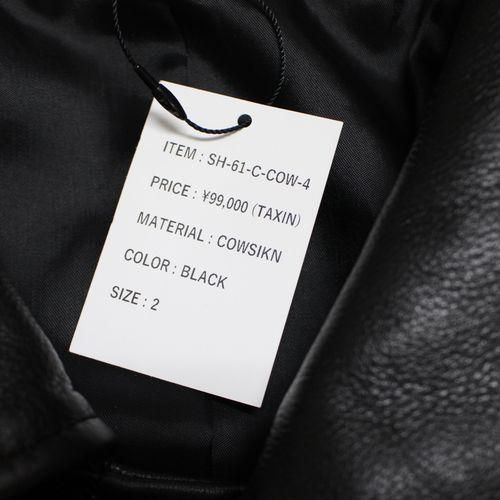 ITEM : SH-61-C-COW-4
PRICE : ¥99,000 (TAXIN)
MATERIAL : COWSIKN
COLOR : BLACK
SIZE : 2